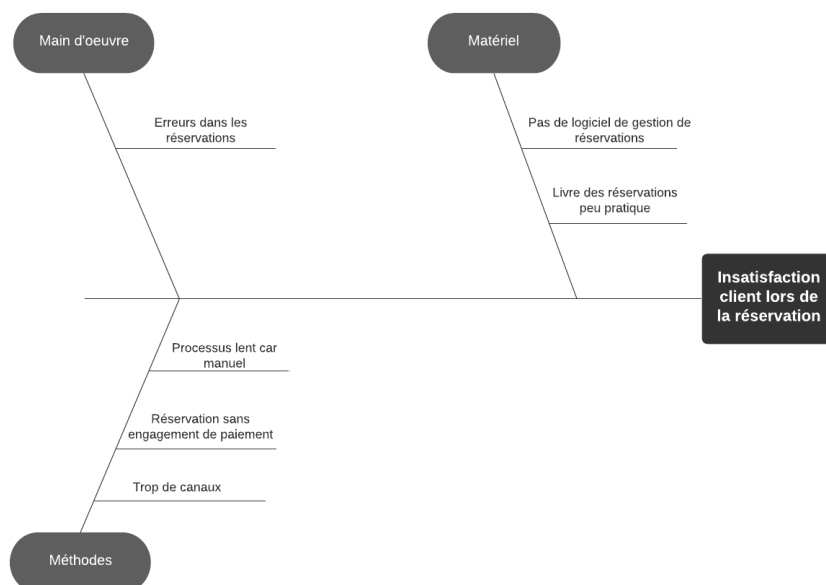 Main d'oeuvre
Matériel
Erreurs dans les
réservations
Pas de logiciel de gestion de
réservations
Livre des réservations
peu pratique
Insatisfaction
client lors de
la réservation
Processus lent car
manuel
Réservation sans
engagement de paiement
Trop de canaux
Méthodes